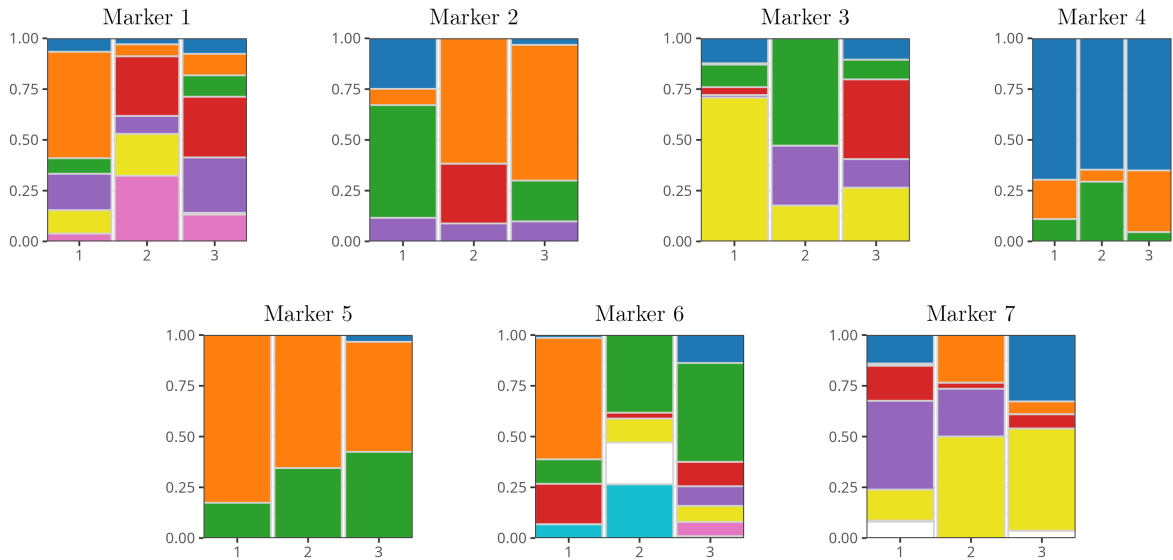 Marker 1 Marker 2 Marker 3 Marker 4
1.00 1.00 1.00 1.00
0.75 0.75 0.75 0.75
0.50 0.50 0.50 0.50
0.25 0.25 0.25 0.25
0.00 0.00 0.00 0.00
1 2 3 1 2 3 1 2 3 1 2 3
Marker 5 Marker 6 Marker 7
1.00 1.00 1.00
0.75 0.75 0.75
0.50 0.50 0.50
0.25 0.25 0.25
0.00 0.00 0.00
1 2 3 1 2 3 1 2 3